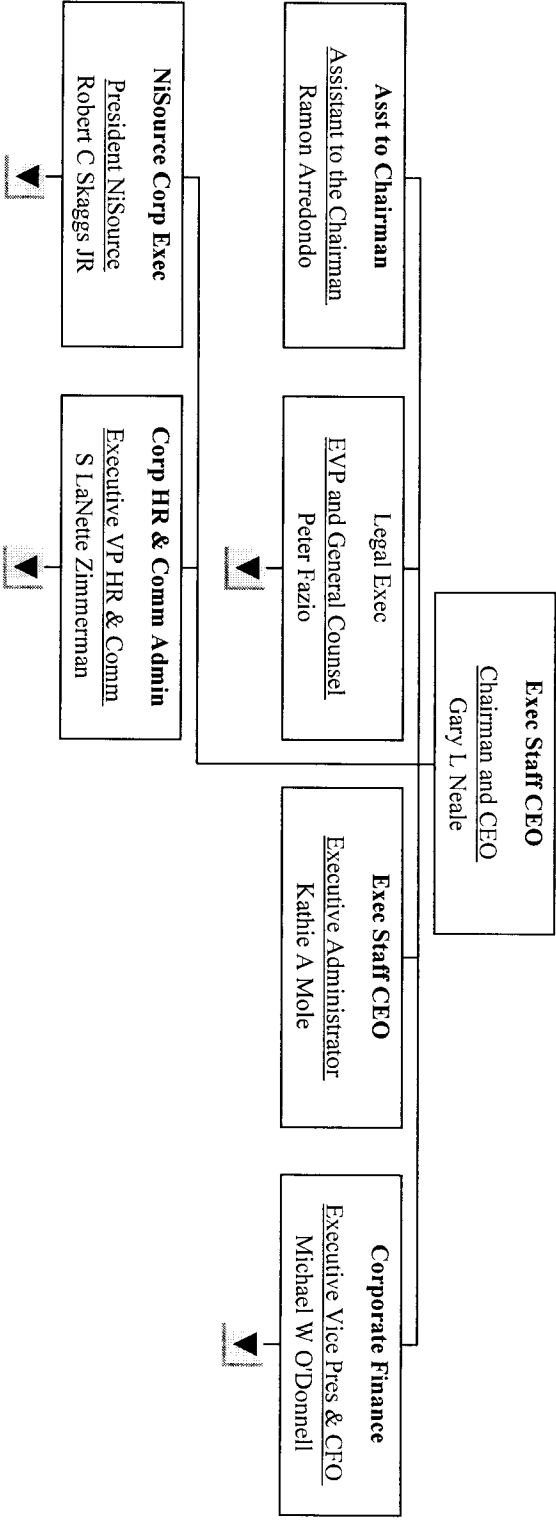 Exec Staff CEO
Chairman and CEO
Gary L Neale
Asst to Chairman
Assistant to the Chairman
Ramon Arredondo
Legal Exec
EVP and General Counsel
Peter Fazio
Exec Staff CEO
Executive Administrator
Kathie A Mole
Corporate Finance
Executive Vice Pres & CFO
Michael W O'Donnell
NiSource Corp Exec
President NiSource
Robert C Skaggs JR
Corp HR & Comm Admin
Executive VP HR & Comm
S LaNette Zimmerman